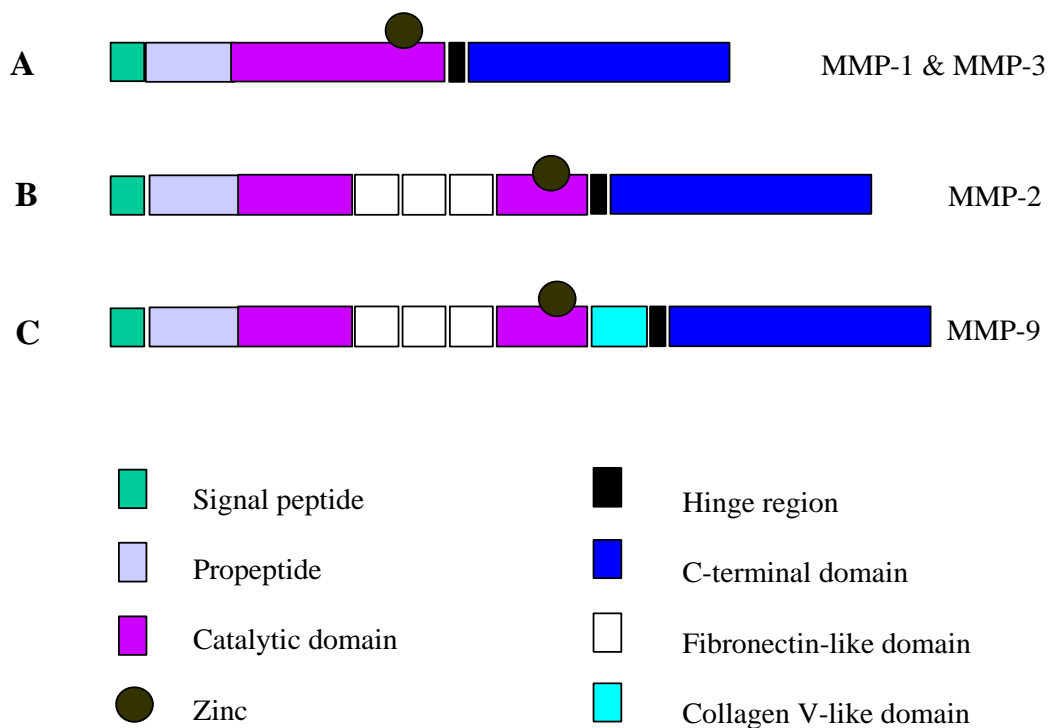 A
MMP-1 & MMP-3
B
MMP-2
C
MMP-9
Signal peptide
Hinge region
Propeptide
C-terminal domain
Catalytic domain
Fibronectin-like domain
Zinc
Collagen V-like domain